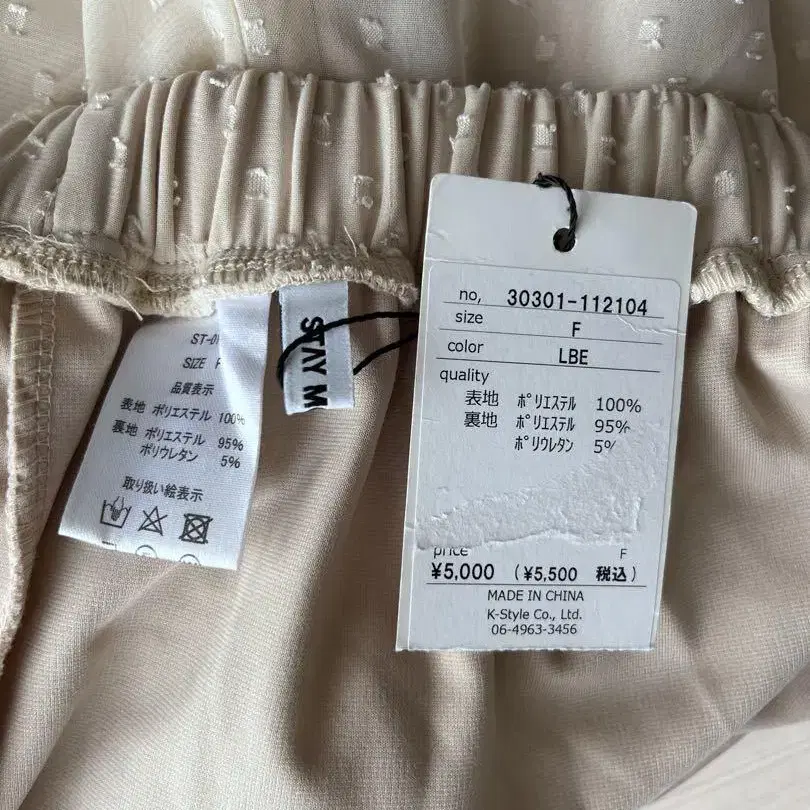 ST-0
SIZE F
品質表示
表地 ポリエステル 100%
裏地 ポリエステル 95%
ポリウレタン 5%
取り扱い絵表示
STAY M
no, 30301-112104
size F
color LBE
quality
表地 ﾎﾟﾘｴｽﾃﾙ 100%
裏地 ﾎﾟﾘｴｽﾃﾙ 95%
ﾎﾟﾘｳﾚﾀﾝ 5%
price F
¥5,000 (¥5,500 税込)
MADE IN CHINA
K-Style Co., Ltd.
06-4963-3456